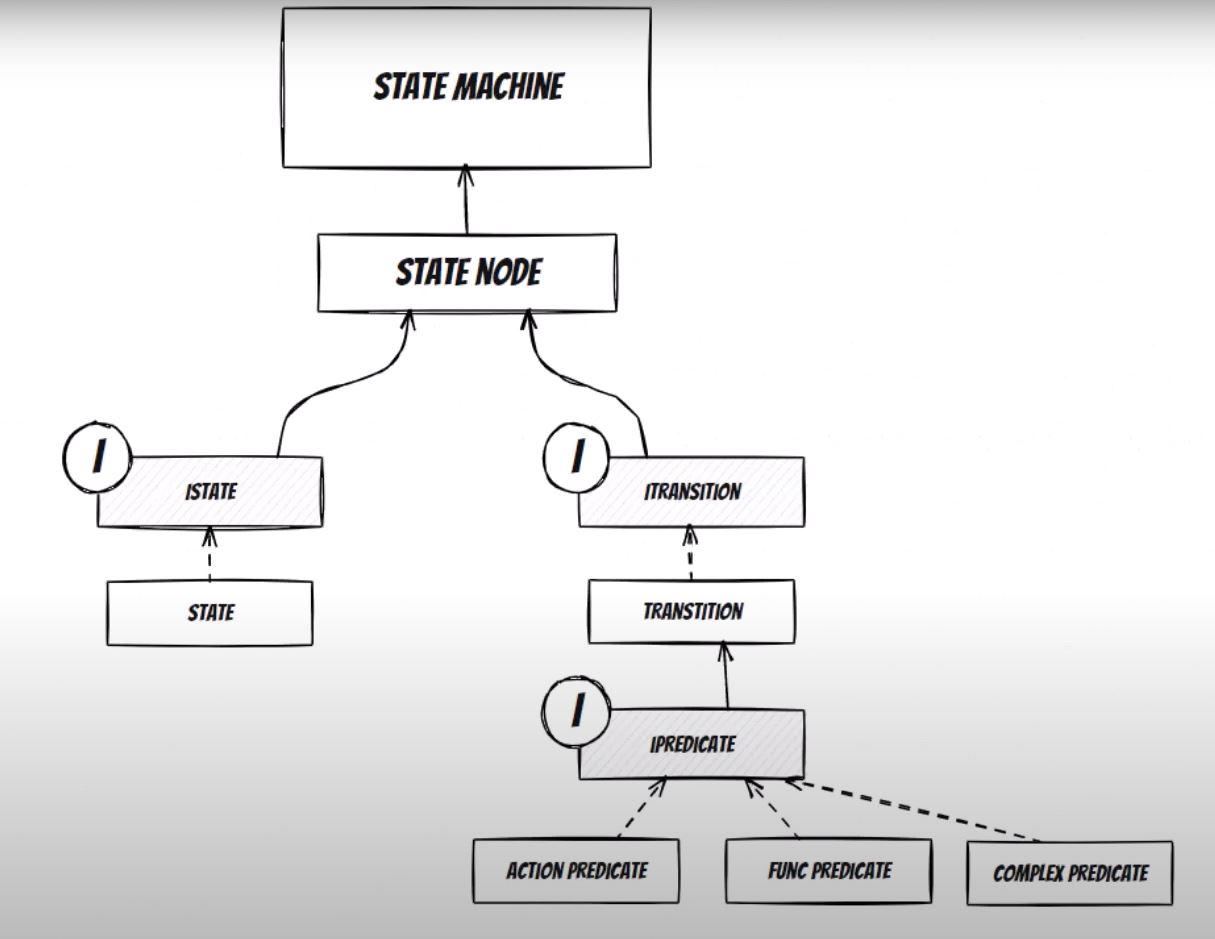 STATE MACHINE
STATE NODE
I
ISTATE
I
ITRANSITION
STATE
TRANSTITION
I
IPREDICATE
ACTION PREDICATE
FUNC PREDICATE
COMPLEX PREDICATE